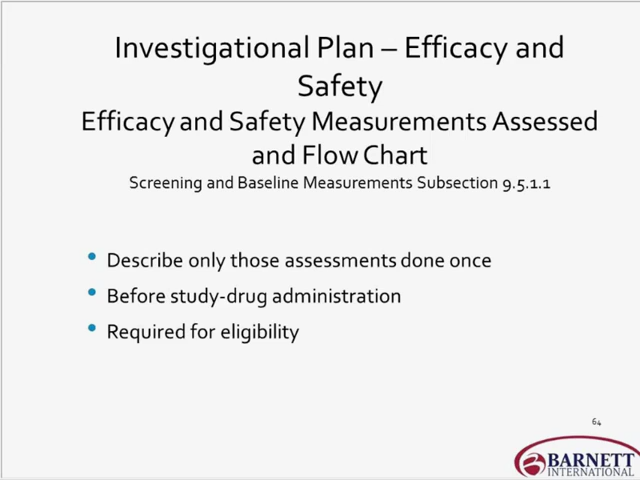 Investigational Plan – Efficacy and
Safety
Efficacy and Safety Measurements Assessed
and Flow Chart
Screening and Baseline Measurements Subsection 9.5.1.1
• Describe only those assessments done once
• Before study-drug administration
• Required for eligibility
64
BARNETT
INTERNATIONAL